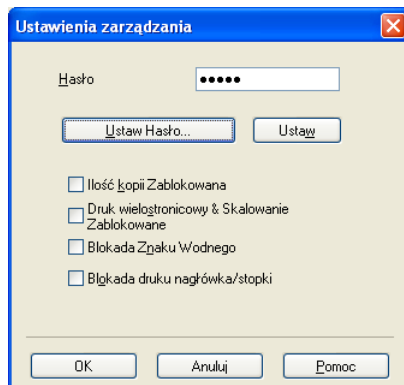 Ustawienia zarządzania
Hasło
•••••
Ustaw Hasło...
Ustaw
Ilość kopii Zablokowana
Druk wielostronicowy & Skalowanie
Zablokowane
Blokada Znaku Wodnego
Blokada druku nagłówka/stopki
OK
Anuluj
Pomoc